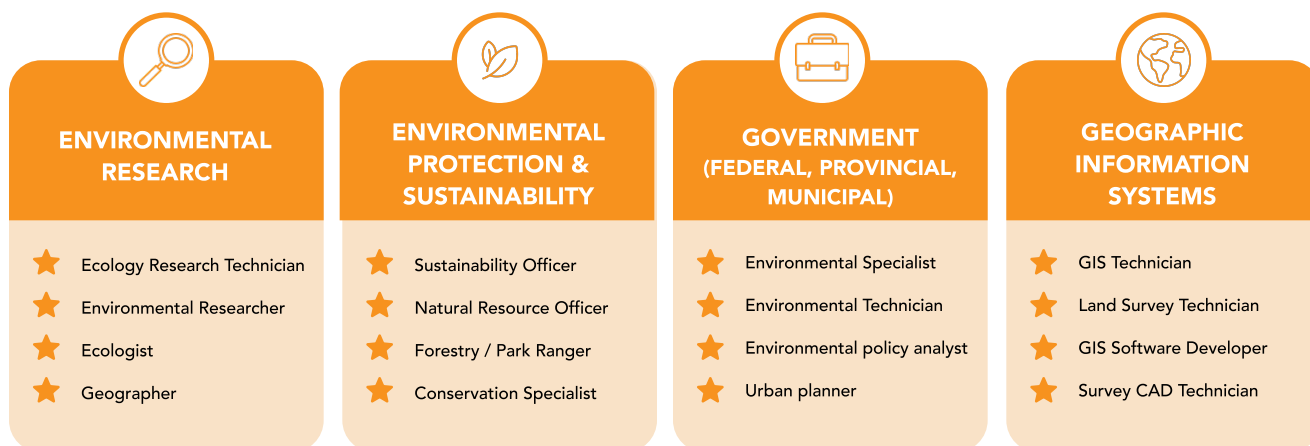 ENVIRONMENTAL
RESEARCH
Ecology Research Technician
Environmental Researcher
Ecologist
Geographer
ENVIRONMENTAL
PROTECTION &
SUSTAINABILITY
Sustainability Officer
Natural Resource Officer
Forestry / Park Ranger
Conservation Specialist
GOVERNMENT
(FEDERAL, PROVINCIAL,
MUNICIPAL)
Environmental Specialist
Environmental Technician
Environmental policy analyst
Urban planner
GEOGRAPHIC
INFORMATION
SYSTEMS
GIS Technician
Land Survey Technician
GIS Software Developer
Survey CAD Technician